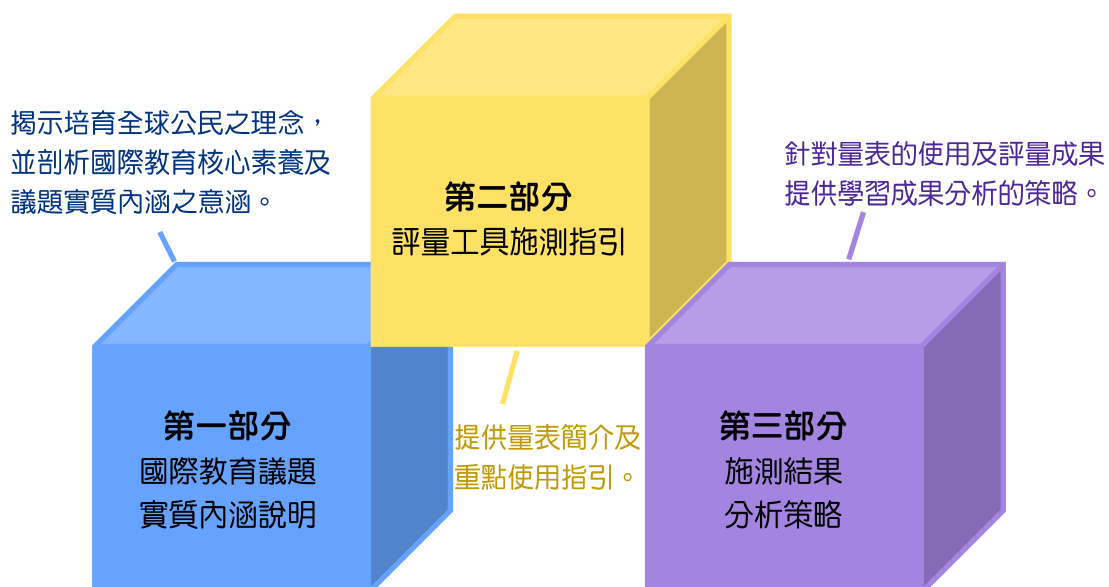 揭示培育全球公民之理念，
並剖析國際教育核心素養及
議題實質內涵之意涵。
第一部分
國際教育議題
實質內涵說明
第二部分
評量工具施測指引
提供量表簡介及
重點使用指引。
針對量表的使用及評量成果
提供學習成果分析的策略。
第三部分
施測結果
分析策略